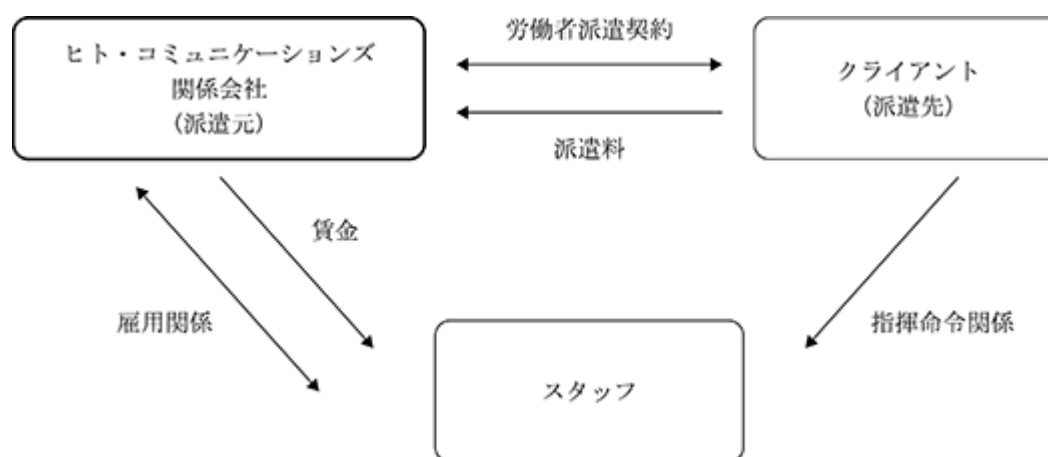 ヒト・コミュニケーションズ
関係会社
(派遣元)
労働者派遣契約
派遣料
クライアント
(派遣先)
賃金
雇用関係
指揮命令関係
スタッフ